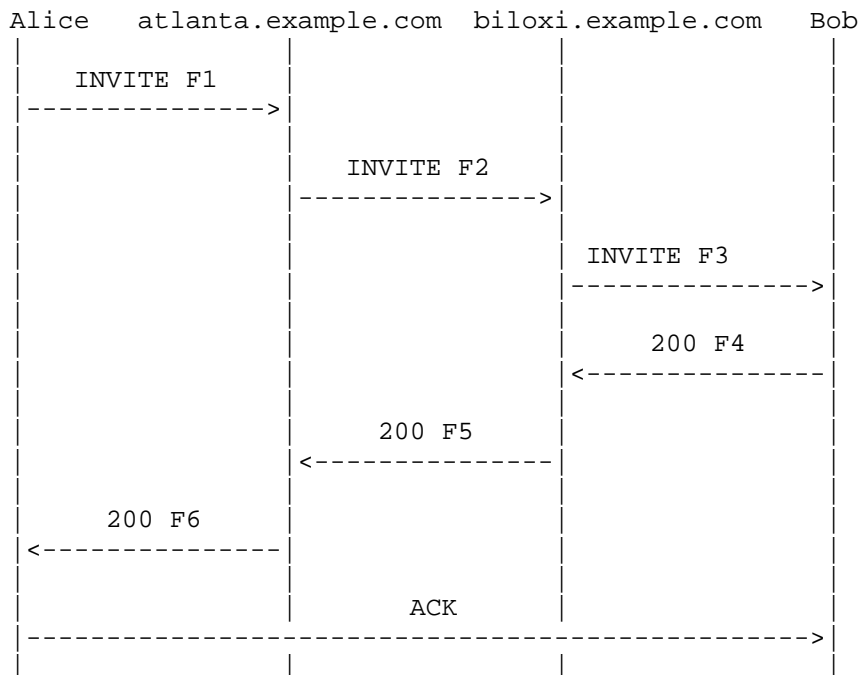 Alice atlanta.example.com biloxi.example.com Bob
INVITE F1
INVITE F2
INVITE F3
200 F4
200 F5
200 F6
ACK